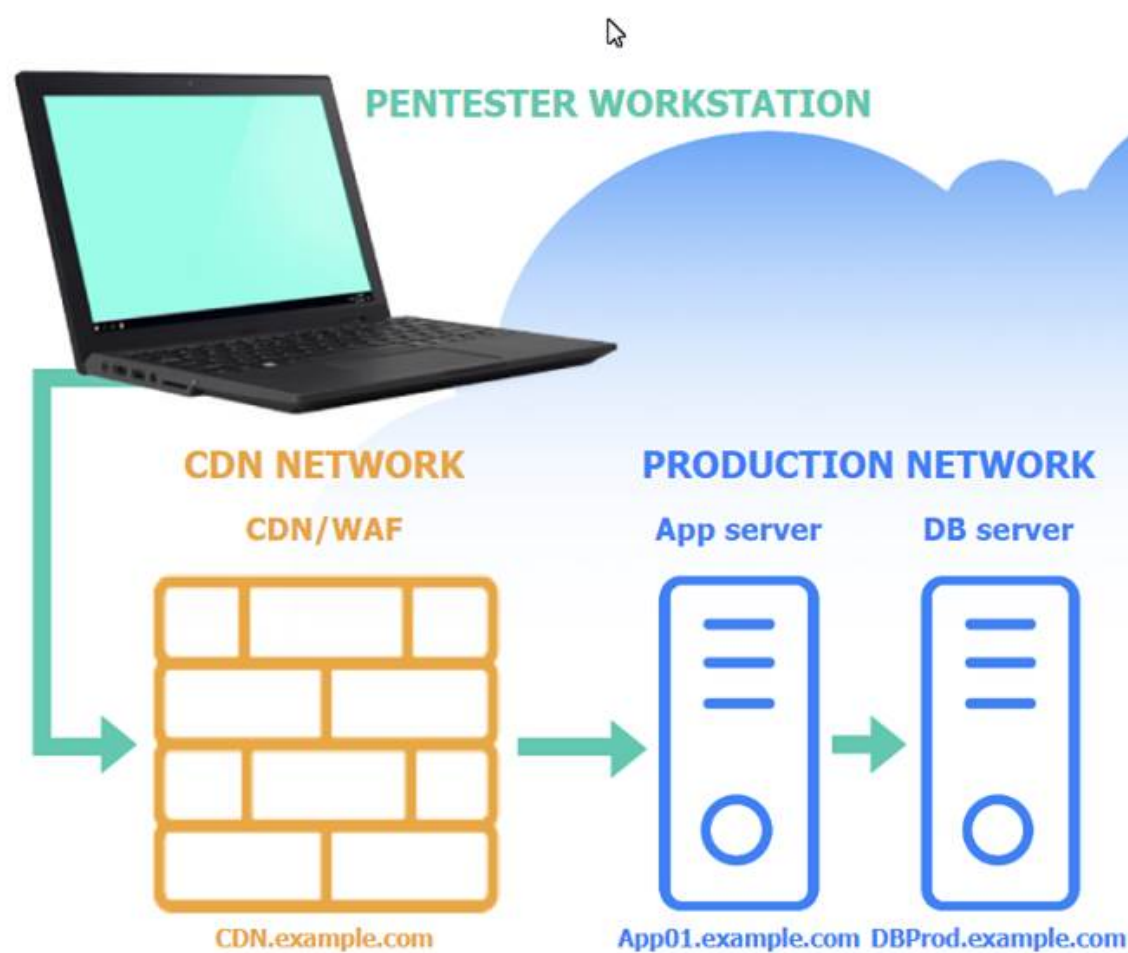 PENTESTER WORKSTATION
CDN NETWORK
PRODUCTION NETWORK
CDN/WAF
App server
DB server
CDN.example.com
App01.example.com
DBProd.example.com